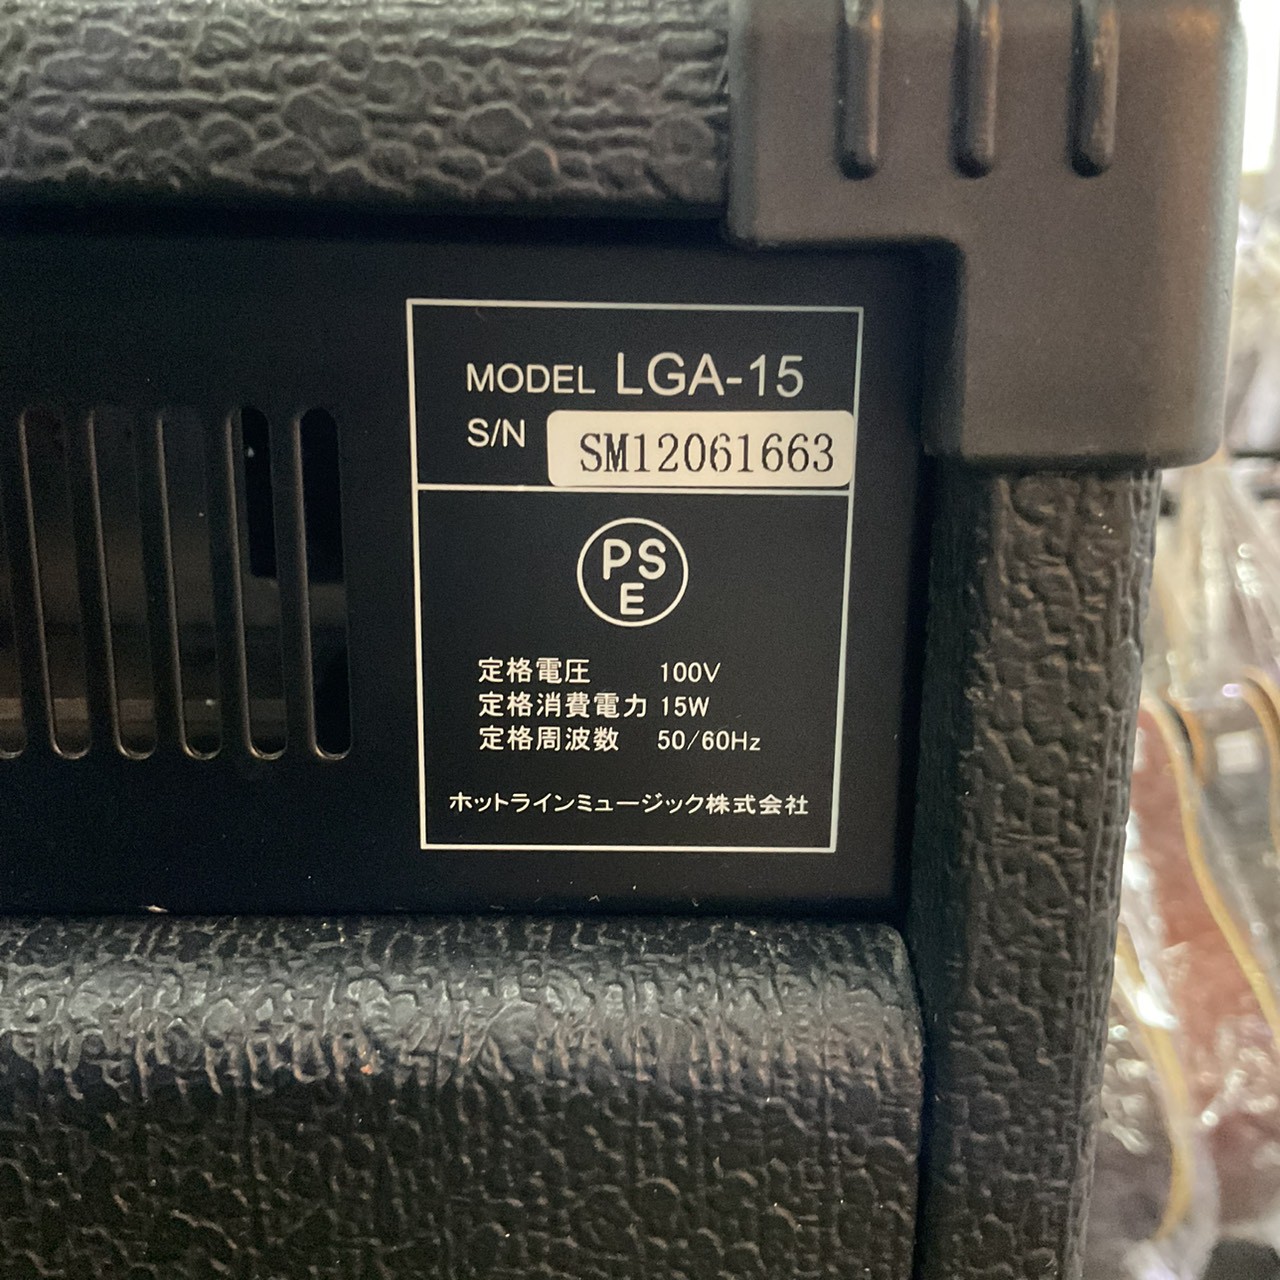 MODEL LGA-15
S/N SM12061663
PS
E
定格電圧 100V
定格消費電力 15W
定格周波数 50/60Hz
ホットラインミュージック株式会社